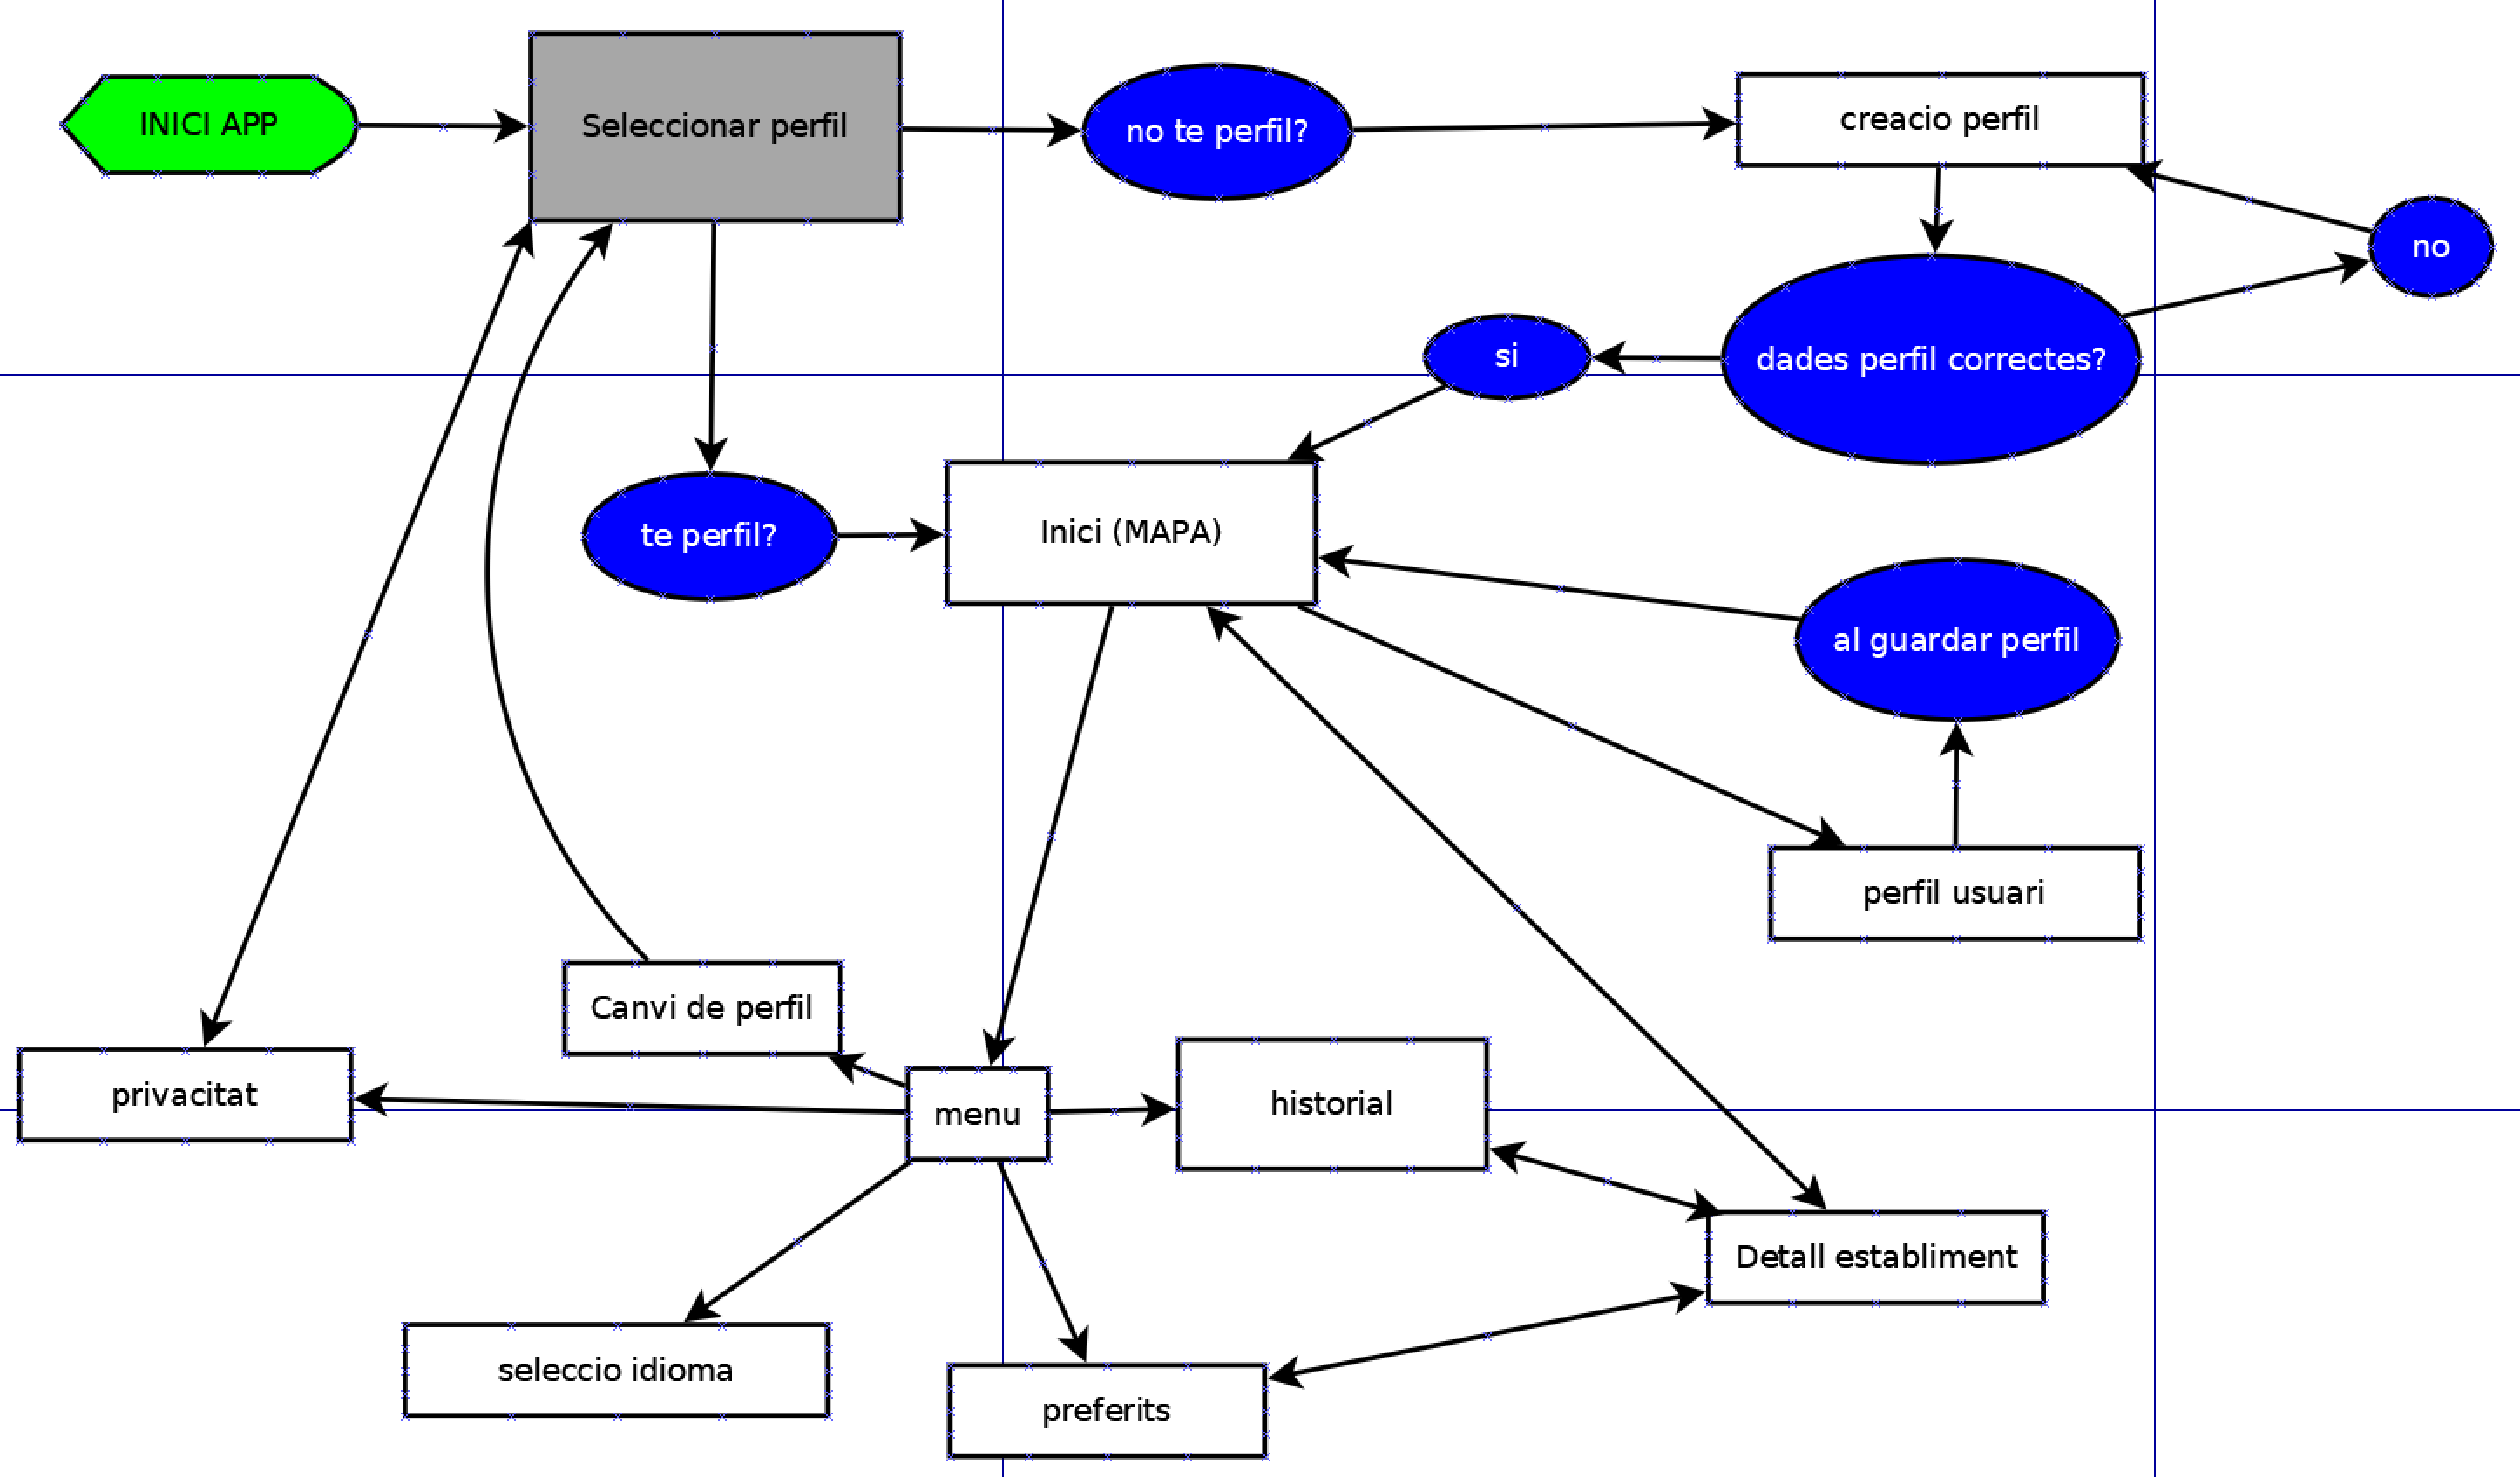 INICI APP
Seleccionar perfil
no te perfil?
creacio perfil
no
si
dades perfil correctes?
te perfil?
Inici (MAPA)
al guardar perfil
perfil usuari
Canvi de perfil
privacitat
menu
historial
Detall establiment
seleccio idioma
preferits